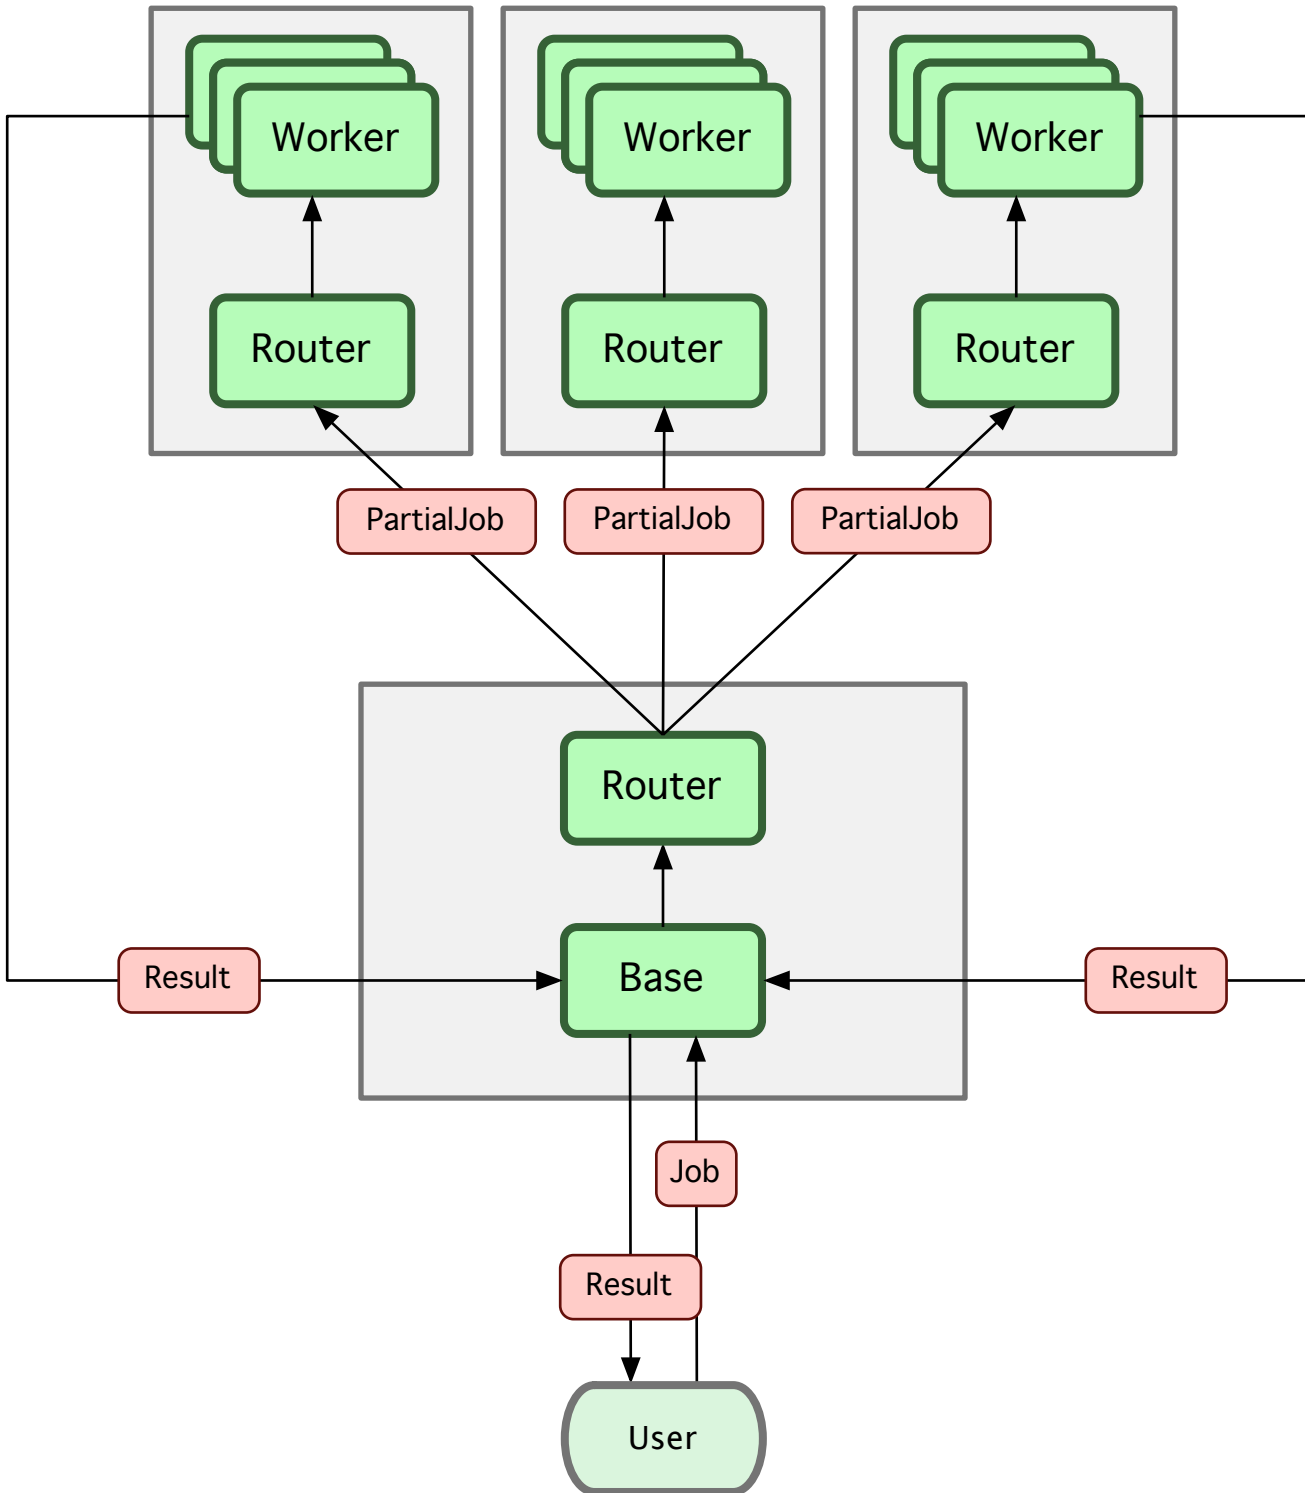 Worker
Worker
Worker
Router
Router
Router
PartialJob
PartialJob
PartialJob
Router
Result
Base
Result
Job
Result
User